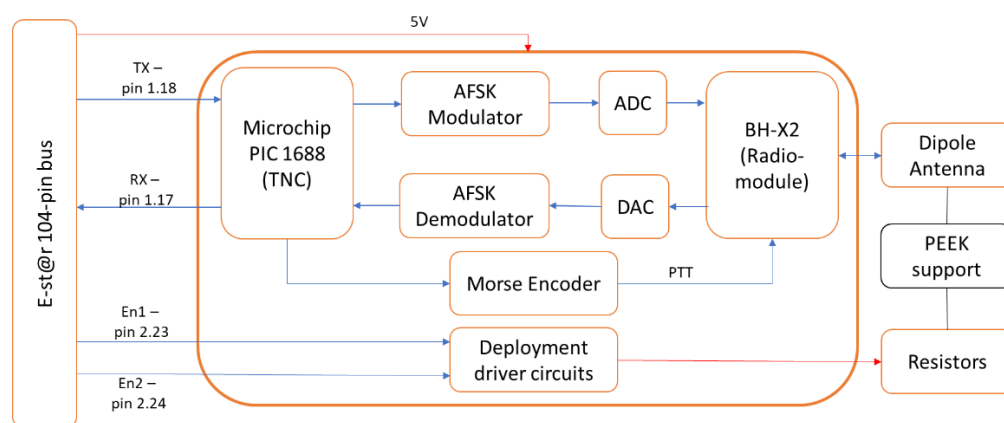 5V
TX –
pin 1.18
AFSK
Modulator
ADC
Microchip
PIC 1688
(TNC)
BH-X2
(Radio-
module)
Dipole
Antenna
E-st@r 104-pin bus
RX –
pin 1.17
AFSK
Demodulator
DAC
PEEK
support
Morse Encoder
PTT
En1 –
pin 2.23
Deployment
driver circuits
Resistors
En2 –
pin 2.24